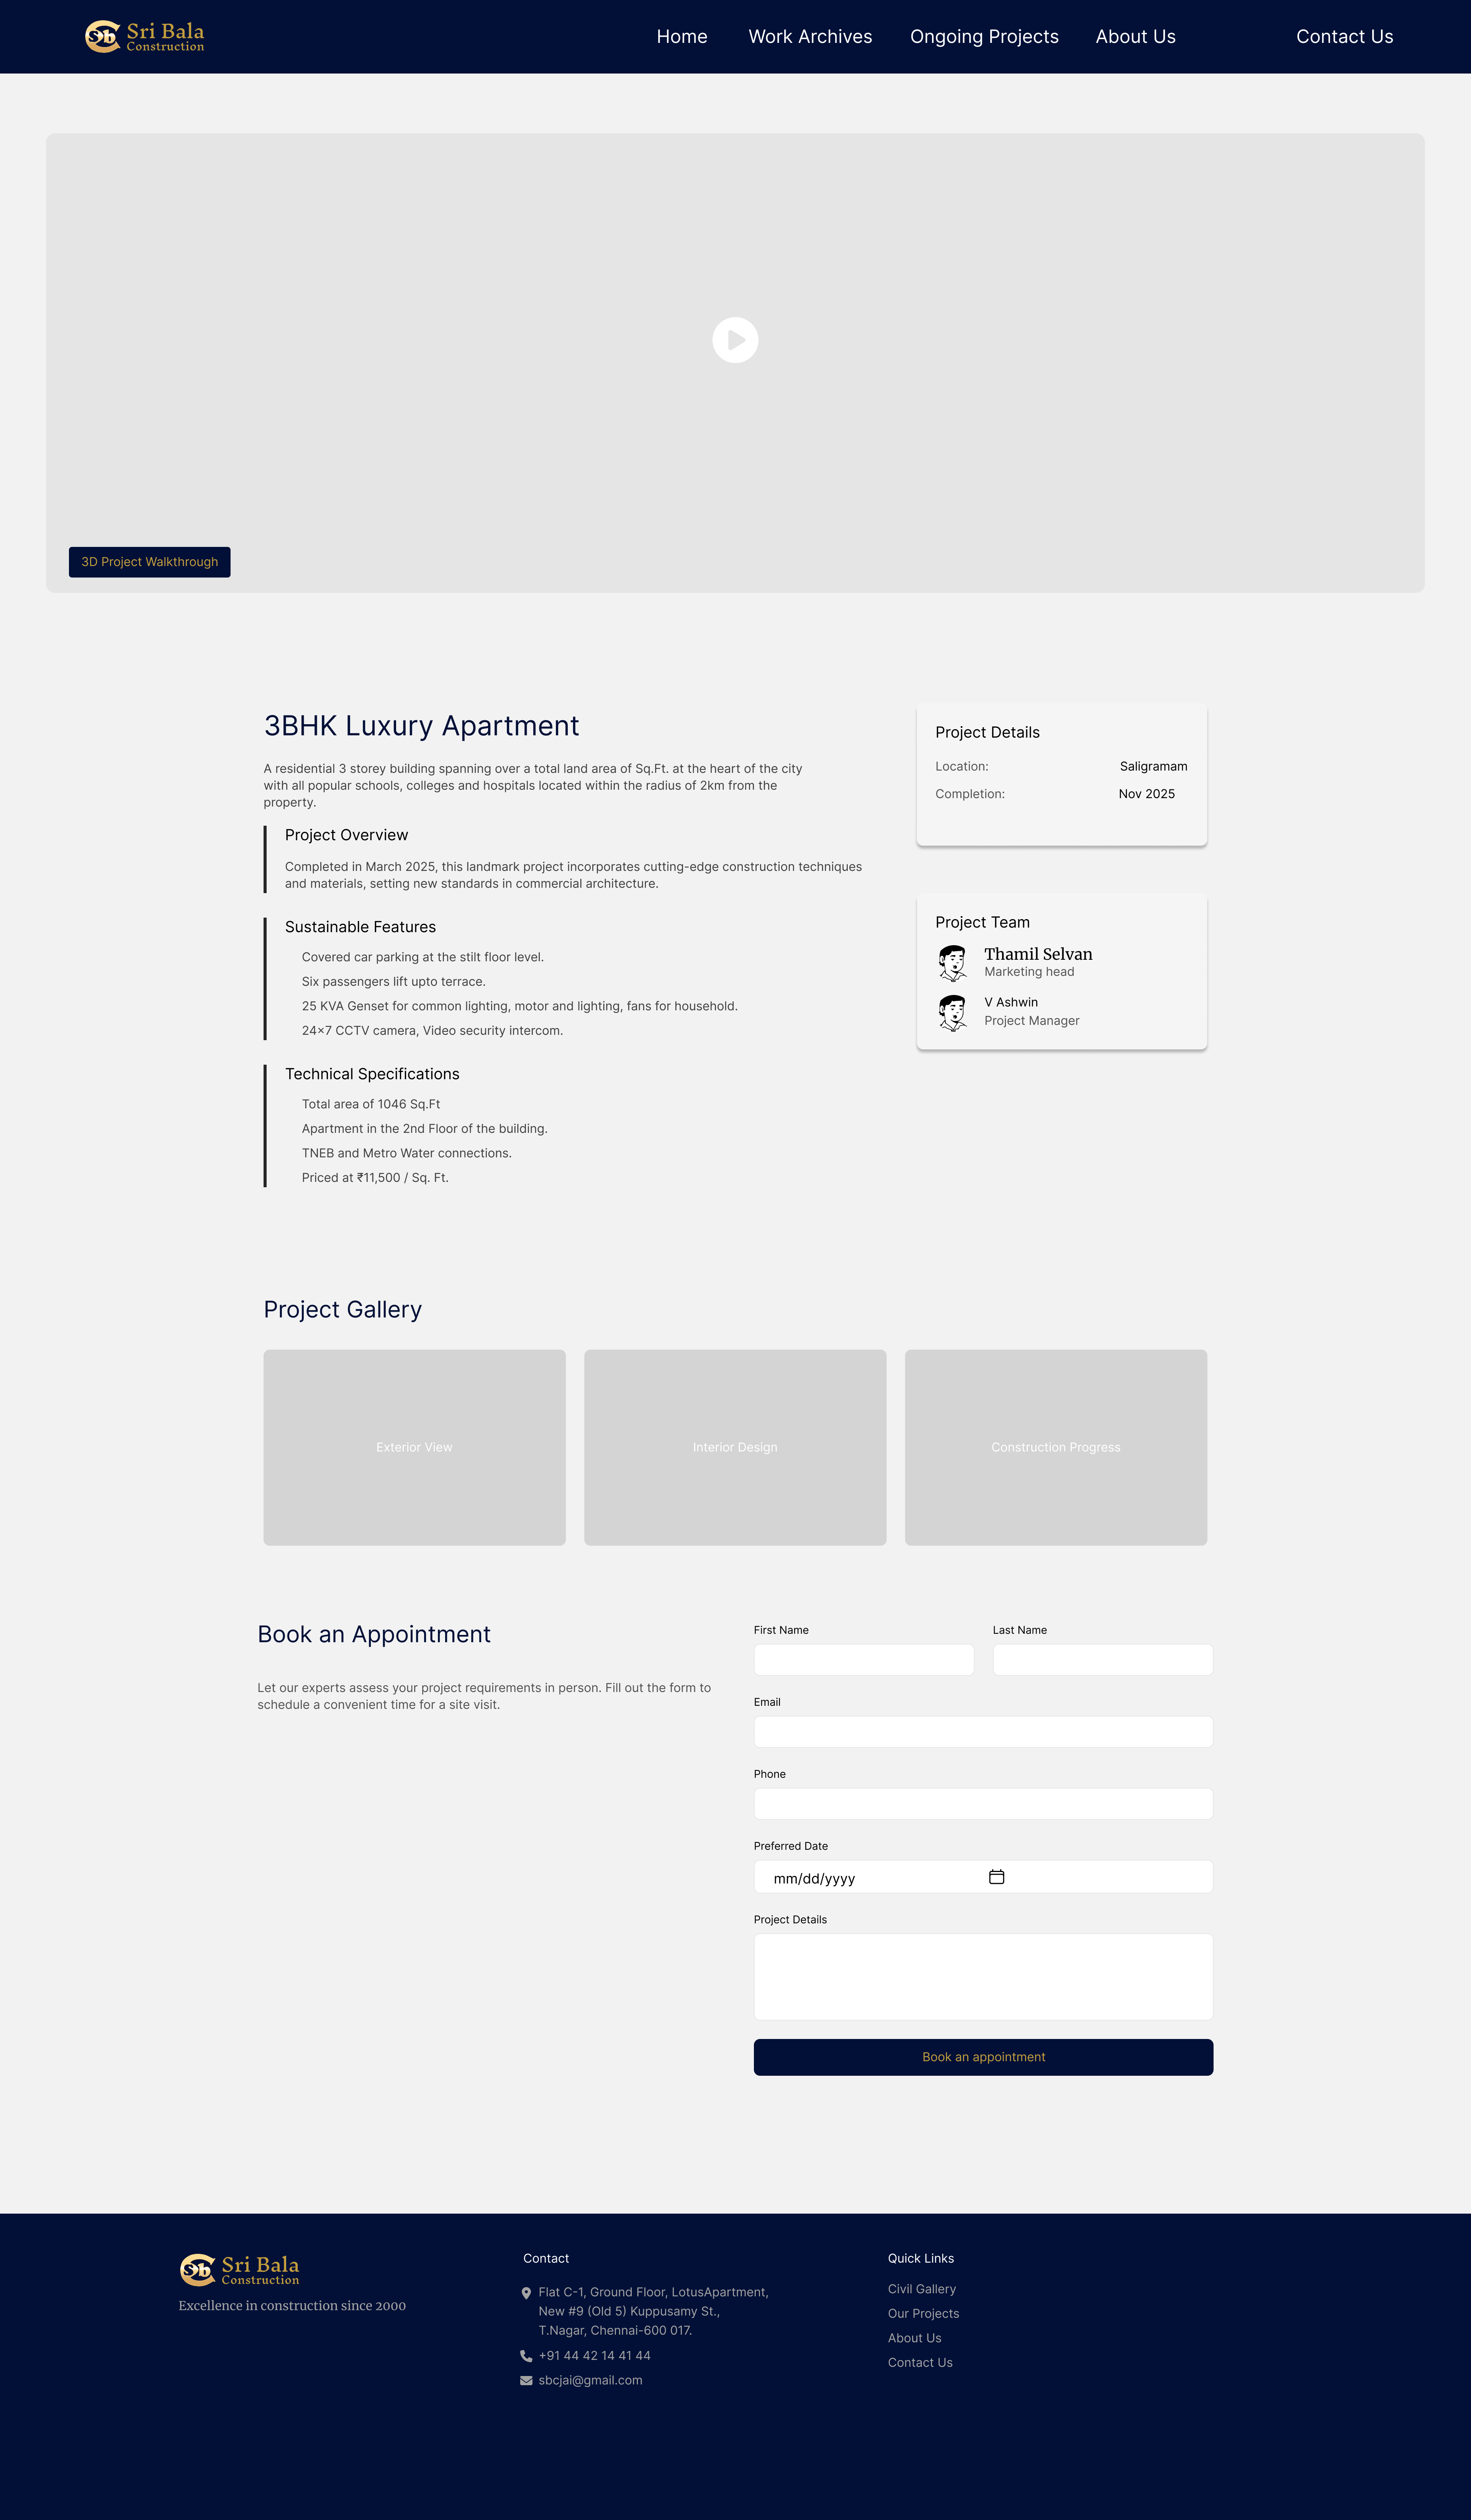 Sb Sri Bala
Construction
Home Work Archives Ongoing Projects About Us Contact Us
3D Project Walkthrough
3BHK Luxury Apartment
A residential 3 storey building spanning over a total land area of Sq.Ft. at the heart of the city
with all popular schools, colleges and hospitals located within the radius of 2km from the
property.
Project Overview
Completed in March 2025, this landmark project incorporates cutting-edge construction techniques
and materials, setting new standards in commercial architecture.
Sustainable Features
Covered car parking at the stilt floor level.
Six passengers lift upto terrace.
25 KVA Genset for common lighting, motor and lighting, fans for household.
24×7 CCTV camera, Video security intercom.
Technical Specifications
Total area of 1046 Sq.Ft
Apartment in the 2nd Floor of the building.
TNEB and Metro Water connections.
Priced at ₹11,500 / Sq. Ft.
Project Details
Location: Saligramam
Completion: Nov 2025
Project Team
Thamil Selvan
Marketing head
V Ashwin
Project Manager
Project Gallery
Exterior View
Interior Design
Construction Progress
Book an Appointment
Let our experts assess your project requirements in person. Fill out the form to
schedule a convenient time for a site visit.
First Name Last Name
Email
Phone
Preferred Date
mm/dd/yyyy
Project Details
Book an appointment
Sb Sri Bala
Construction
Excellence in construction since 2000
Contact
Flat C-1, Ground Floor, LotusApartment,
New #9 (Old 5) Kuppusamy St.,
T.Nagar, Chennai-600 017.
+91 44 42 14 41 44
sbcjai@gmail.com
Quick Links
Civil Gallery
Our Projects
About Us
Contact Us